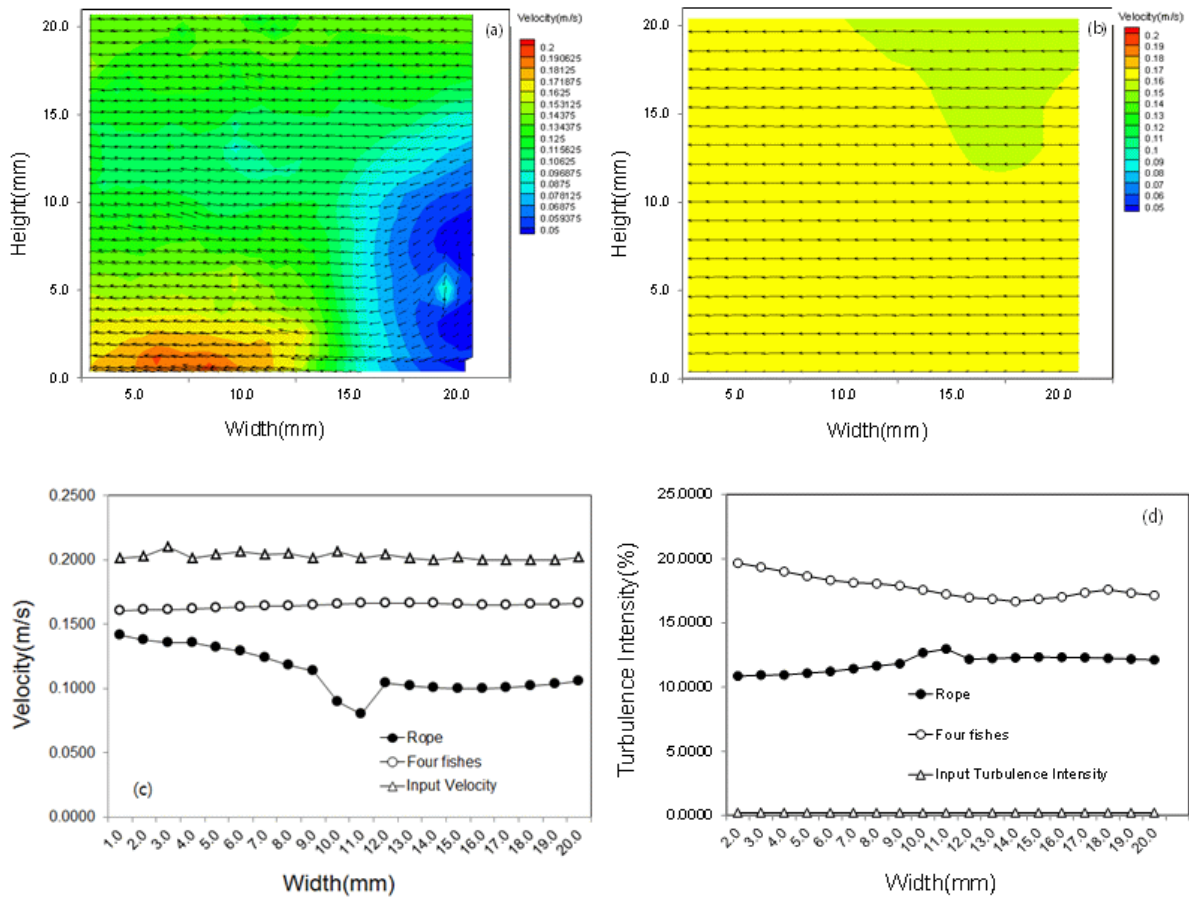 (a)
Velocity(m/s)
0.2
0.190625
0.18125
0.171875
0.1625
0.153125
0.14375
0.134375
0.125
0.115625
0.10625
0.096875
0.0875
0.078125
0.06875
0.059375
0.05
20.0
15.0
10.0
5.0
0.0
Height(mm)
5.0 10.0 15.0 20.0
Width(mm)
(b)
Velocity(m/s)
0.2
0.19
0.18
0.17
0.16
0.15
0.14
0.13
0.12
0.11
0.1
0.09
0.08
0.07
0.06
0.05
20.0
15.0
10.0
5.0
0.0
Height(mm)
5.0 10.0 15.0 20.0
Width(mm)
0.2500
0.2000
0.1500
0.1000
0.0500
0.0000
Velocity(m/s)
Rope
Four fishes
Input Velocity
(c)
1.0 2.0 3.0 4.0 5.0 6.0 7.0 8.0 9.0 10.0 11.0 12.0 13.0 14.0 15.0 16.0 17.0 18.0 19.0 20.0
Width(mm)
25.0000
20.0000
15.0000
10.0000
5.0000
0.0000
Turbulence Intensity(%)
(d)
Rope
Four fishes
Input Turbulence Intensity
2.0 3.0 4.0 5.0 6.0 7.0 8.0 9.0 10.0 11.0 12.0 13.0 14.0 15.0 16.0 17.0 18.0 19.0 20.0
Width(mm)